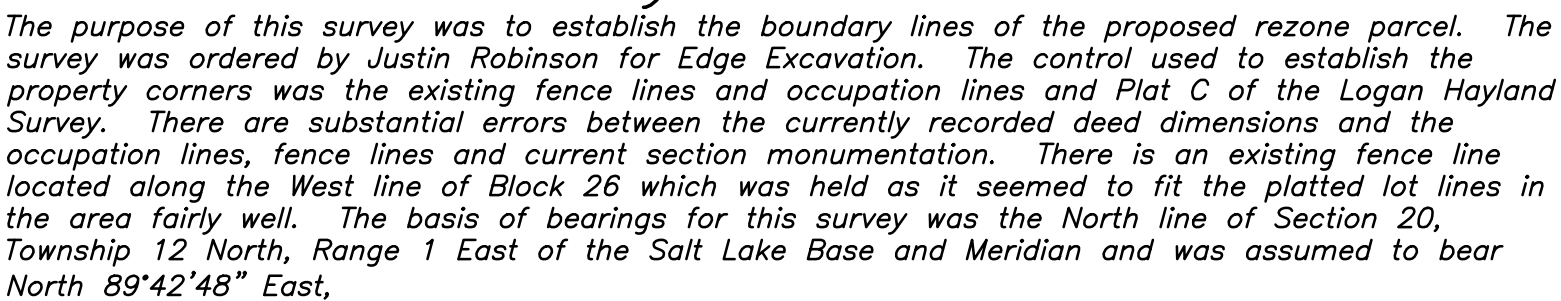 The purpose of this survey was to establish the boundary lines of the proposed rezone parcel. The
survey was ordered by Justin Robinson for Edge Excavation. The control used to establish the
property corners was the existing fence lines and occupation lines and Plat C of the Logan Hayland
Survey. There are substantial errors between the currently recorded deed dimensions and the
occupation lines, fence lines and current section monumentation. There is an existing fence line
located along the West line of Block 26 which was held as it seemed to fit the platted lot lines in
the area fairly well. The basis of bearings for this survey was the North line of Section 20,
Township 12 North, Range 1 East of the Salt Lake Base and Meridian and was assumed to bear
North 89°42'48" East,